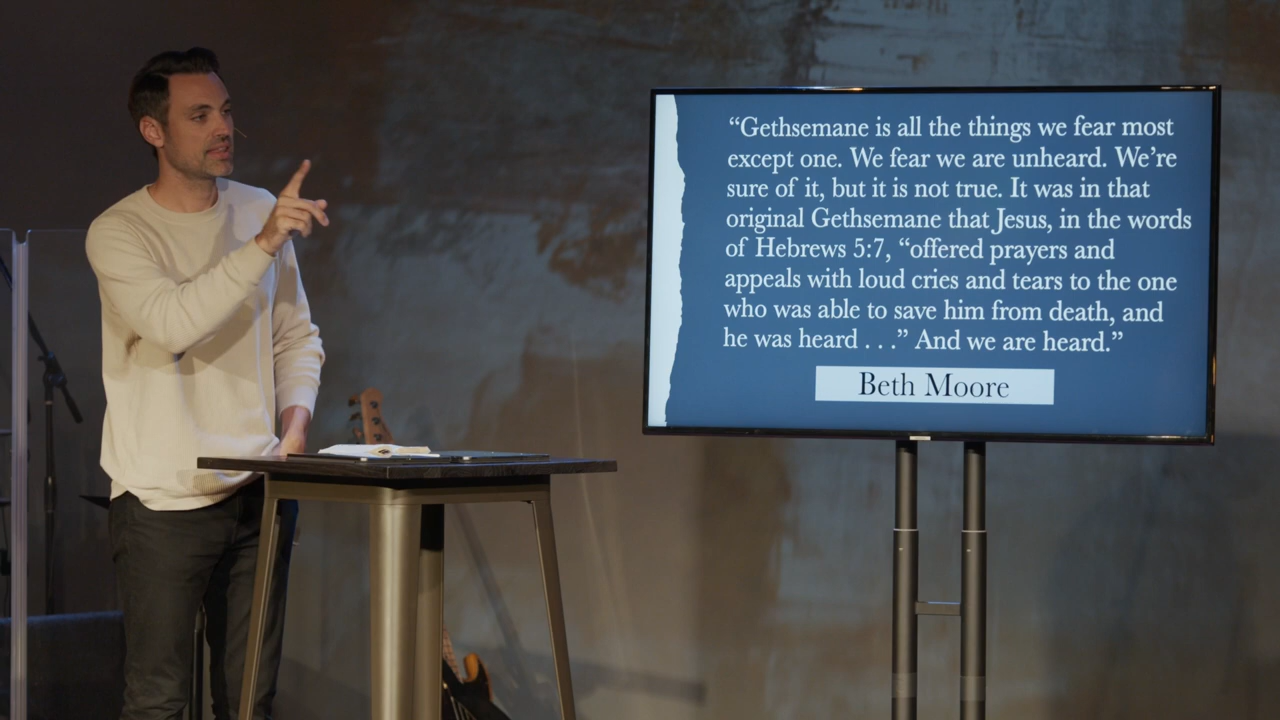 “Gethsemane is all the things we fear most
except one. We fear we are unheard. We’re
sure of it, but it is not true. It was in that
original Gethsemane that Jesus, in the words
of Hebrews 5:7, “offered prayers and
appeals with loud cries and tears to the one
who was able to save him from death, and
he was heard . . .” And we are heard.”
Beth Moore